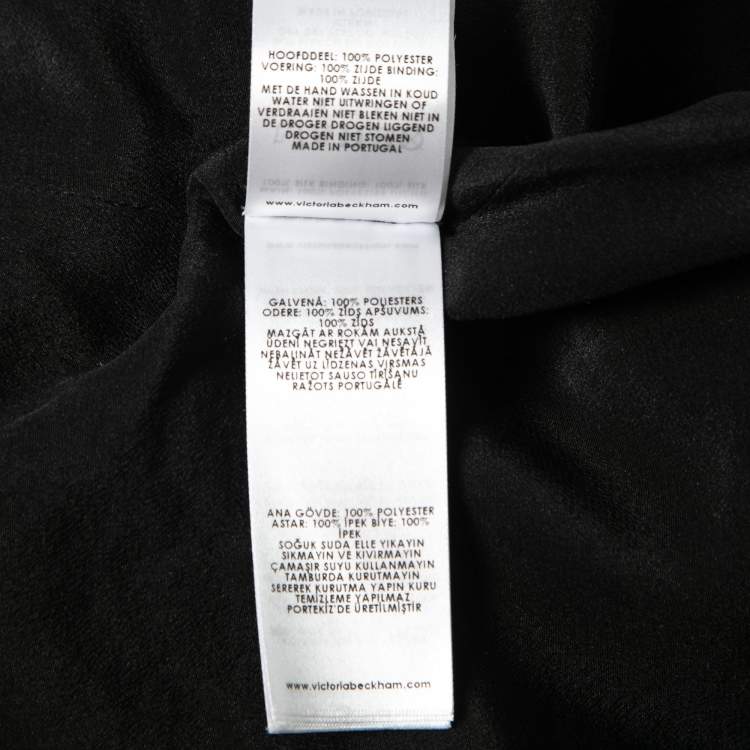 HOOFDDEEL: 100% POLYESTER
VOERING: 100% ZIJDE BINDING:
100% ZIJDE
MET DE HAND WASSEN IN KOUD
WATER NIET UITWRINGEN OF
VERDRAAIEN NIET BLEKEN NIET IN
DE DROGER DROGEN LIGGEND
DROGEN NIET STOMEN
MADE IN PORTUGAL
www.victoriabeckham.com
GALVENĀ: 100% POLIESTERS
ODERE: 100% ZĪDS APŠUVUMS:
100% ZĪDS
MAZGĀT AR ROKĀM AUKSTĀ
ŪDENĪ NEGRIEZT VAI NESAVĪT
NEBALINĀT NEŽĀVĒT ŽĀVĒTĀJĀ
ŽĀVĒT UZ LĪDZENAS VIRSMAS
NELIETOT SAUSO TĪRĪŠANU
RAŽOTS PORTUGĀLĒ
ANA GÖVDE: 100% POLYESTER
ASTAR: 100% İPEK BİYE: 100%
İPEK
SOĞUK SUDA ELLE YIKAYIN
SIKMAYIN VE KIVIRMAYIN
ÇAMAŞIR SUYU KULLANMAYIN
TAMBURDA KURUTMAYIN
SEREREK KURUTMA YAPIN KURU
TEMİZLEME YAPILMAZ
PORTEKİZ'DE ÜRETİLMİŞTİR
www.victoriabeckham.com